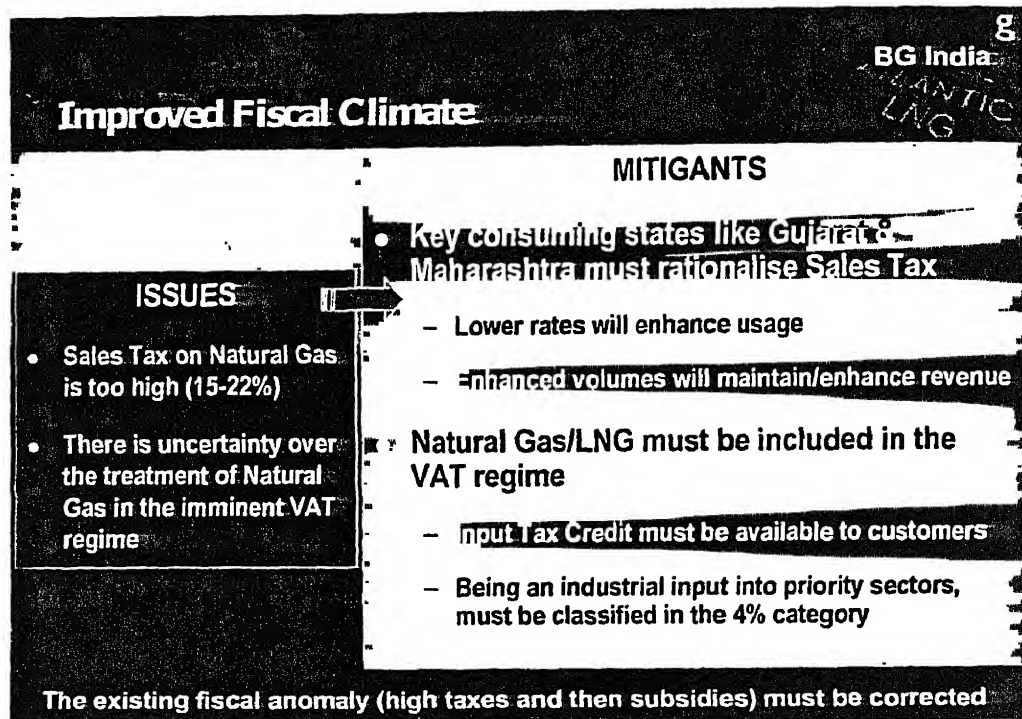 g
BG India
ATLANTIC
LNG
Improved Fiscal Climate
ISSUES
• Sales Tax on Natural Gas
is too high (15-22%)
• There is uncertainty over
the treatment of Natural
Gas in the imminent VAT
regime
MITIGANTS
• Key consuming states like Gujarat &
Maharashtra must rationalise Sales Tax
– Lower rates will enhance usage
– Enhanced volumes will maintain/enhance revenue
• Natural Gas/LNG must be included in the
VAT regime
– Input Tax Credit must be available to customers
– Being an industrial input into priority sectors,
must be classified in the 4% category
The existing fiscal anomaly (high taxes and then subsidies) must be corrected